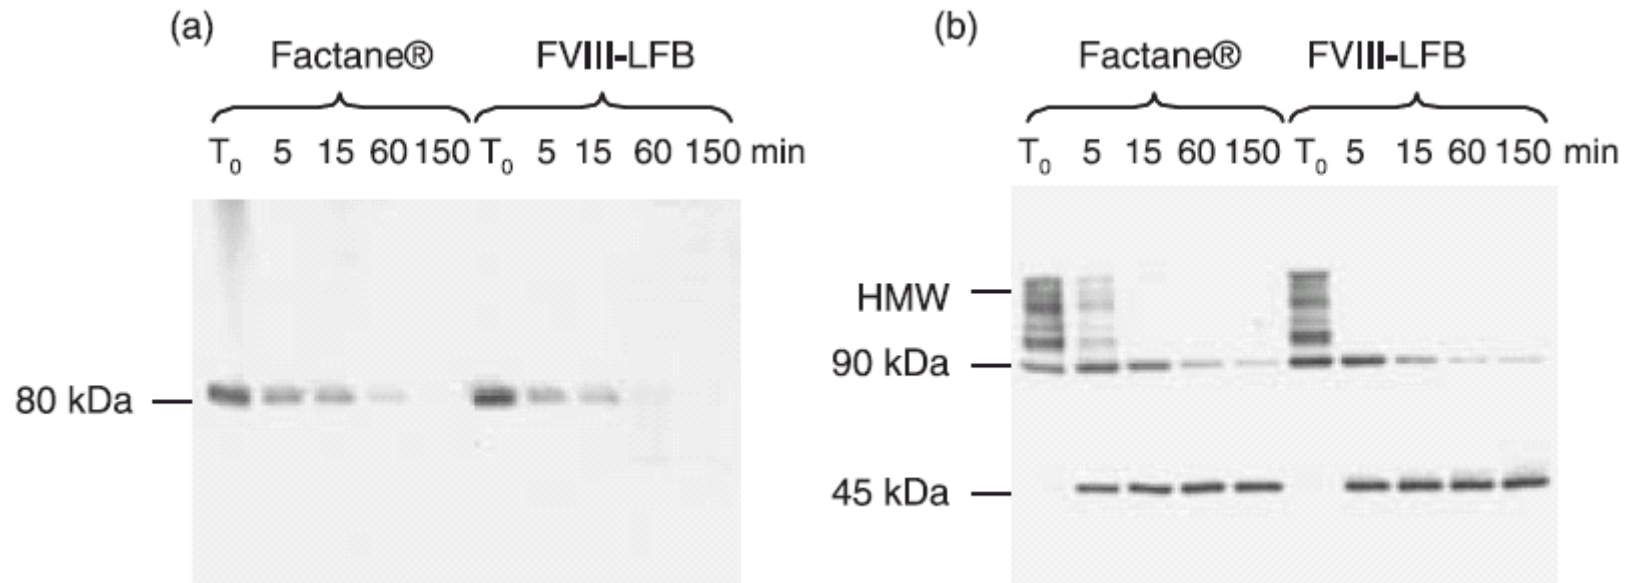 (a)
Factane® FVIII-LFB
T0 5 15 60 150 T0 5 15 60 150 min
80 kDa
(b)
Factane® FVIII-LFB
T0 5 15 60 150 T0 5 15 60 150 min
HMW
90 kDa
45 kDa